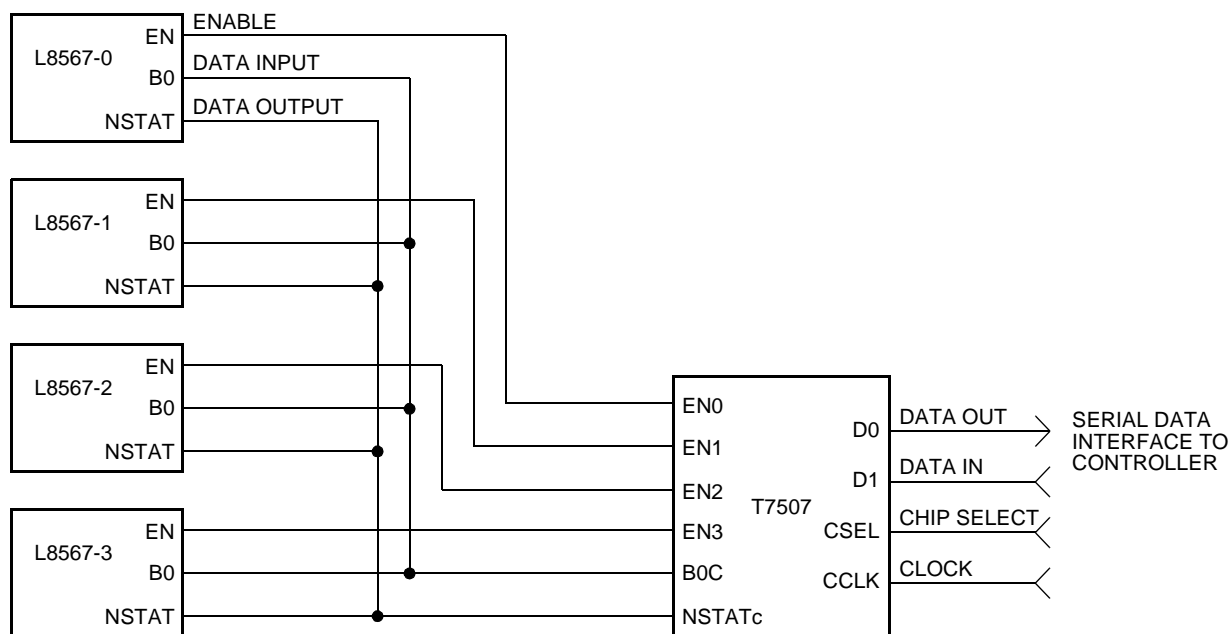 ENABLE
EN
L8567-0
DATA INPUT
B0
DATA OUTPUT
NSTAT
EN
L8567-1
B0
NSTAT
EN
L8567-2
B0
NSTAT
EN
L8567-3
B0
NSTAT
EN0
EN1
EN2
EN3
B0C
NSTATc
T7507
D0
D1
CSEL
CCLK
DATA OUT
DATA IN
CHIP SELECT
CLOCK
SERIAL DATA
INTERFACE TO
CONTROLLER